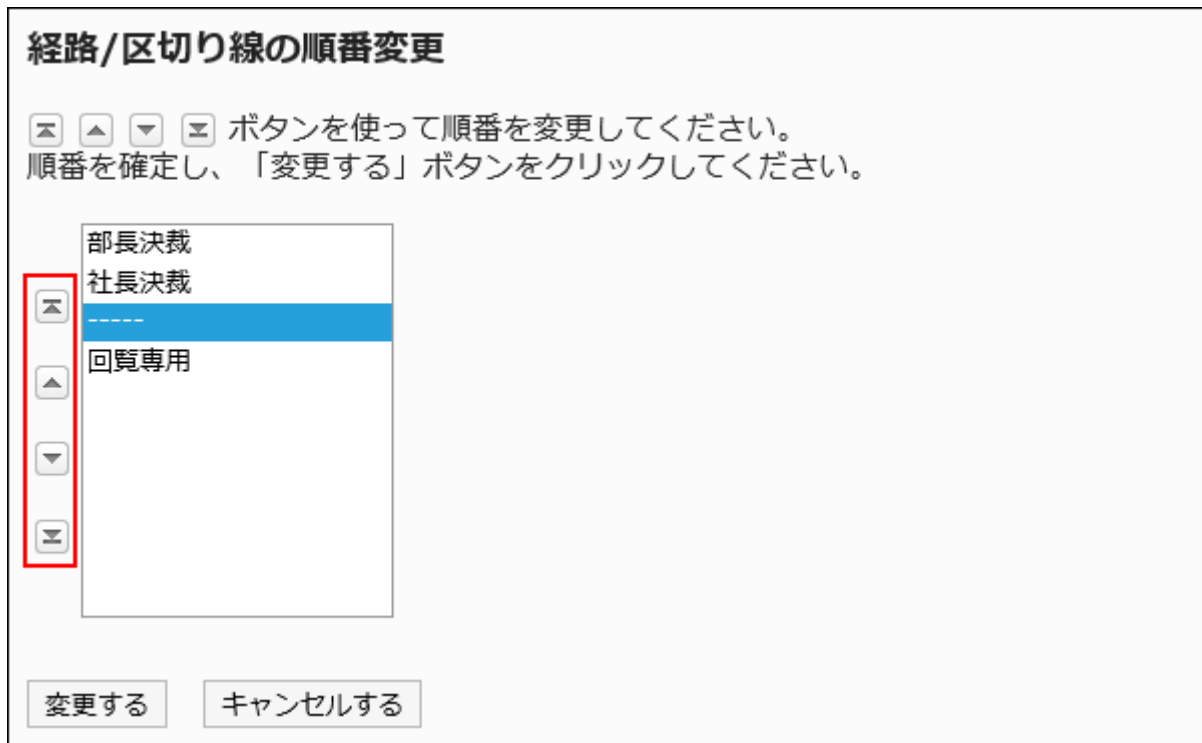 経路/区切り線の順番変更
ボタンを使って順番を変更してください。
順番を確定し、「変更する」ボタンをクリックしてください。
部長決裁
社長決裁
-----
回覧専用
変更する
キャンセルする